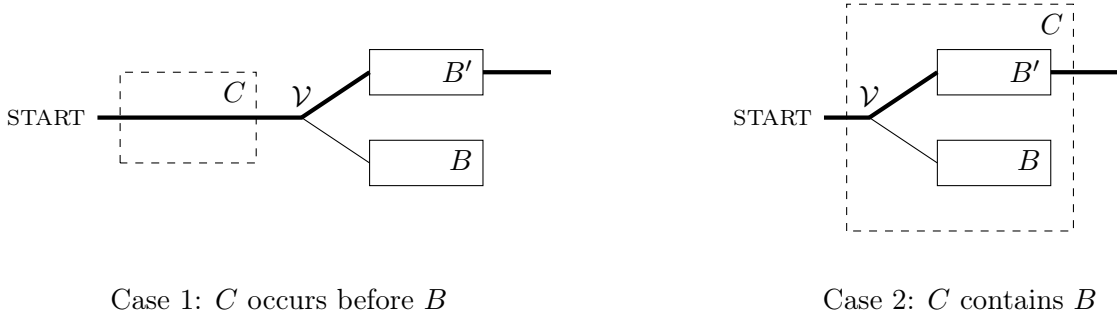 C
C
𝒱
B′
B′
𝒱
START
START
B
B
Case 1: C occurs before B
Case 2: C contains B